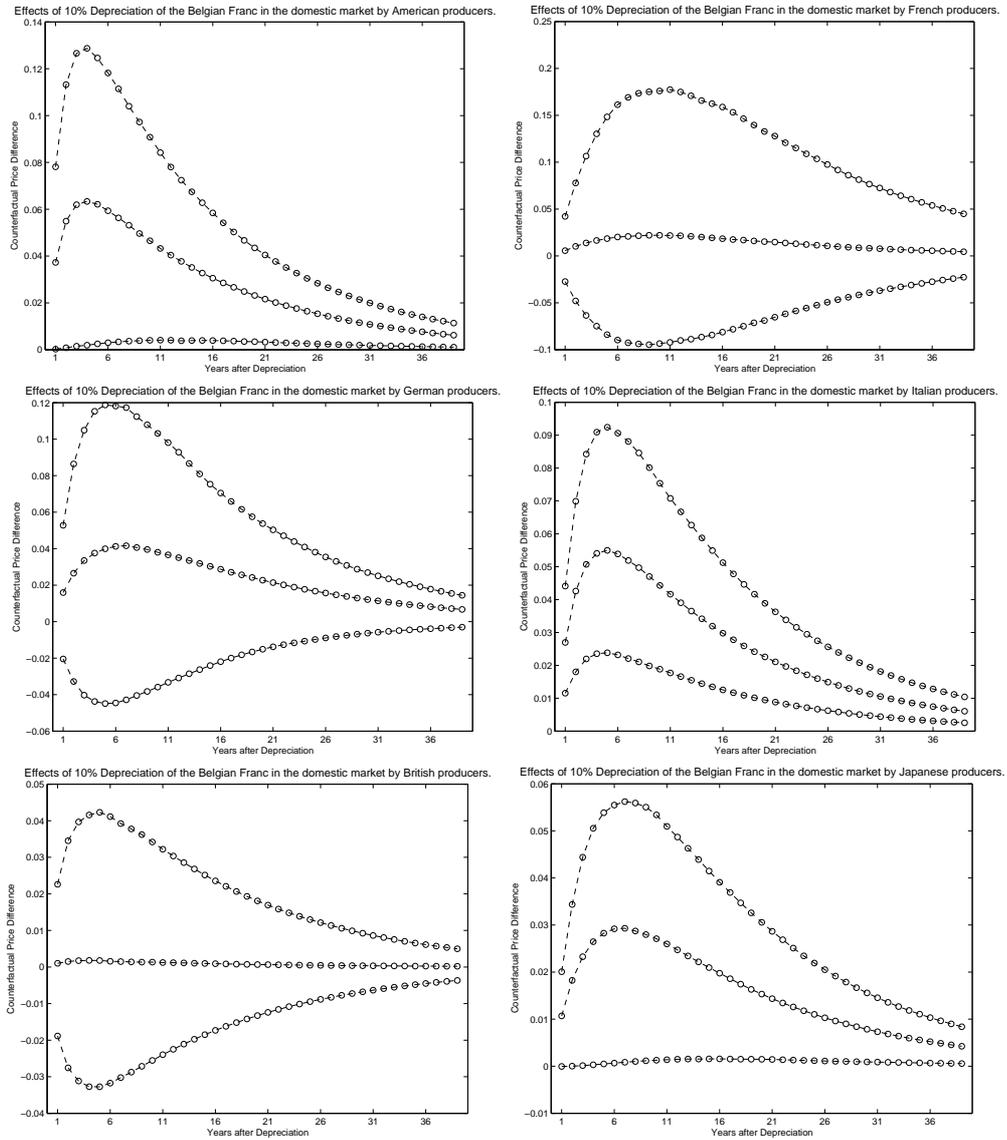 Effects of 10% Depreciation of the Belgian Franc in the domestic market by American producers.
0.14
0.12
0.1
0.08
0.06
0.04
0.02
0
Counterfactual Price Difference
1 6 11 16 21 26 31 36
Years after Depreciation
Effects of 10% Depreciation of the Belgian Franc in the domestic market by French producers.
0.25
0.2
0.15
0.1
0.05
0
−0.05
−0.1
Counterfactual Price Difference
1 6 11 16 21 26 31 36
Years after Depreciation
Effects of 10% Depreciation of the Belgian Franc in the domestic market by German producers.
0.12
0.1
0.08
0.06
0.04
0.02
0
−0.02
−0.04
−0.06
Counterfactual Price Difference
1 6 11 16 21 26 31 36
Years after Depreciation
Effects of 10% Depreciation of the Belgian Franc in the domestic market by Italian producers.
0.1
0.09
0.08
0.07
0.06
0.05
0.04
0.03
0.02
0.01
0
Counterfactual Price Difference
1 6 11 16 21 26 31 36
Years after Depreciation
Effects of 10% Depreciation of the Belgian Franc in the domestic market by British producers.
0.05
0.04
0.03
0.02
0.01
0
−0.01
−0.02
−0.03
−0.04
Counterfactual Price Difference
1 6 11 16 21 26 31 36
Years after Depreciation
Effects of 10% Depreciation of the Belgian Franc in the domestic market by Japanese producers.
0.06
0.05
0.04
0.03
0.02
0.01
0
−0.01
Counterfactual Price Difference
1 6 11 16 21 26 31 36
Years after Depreciation